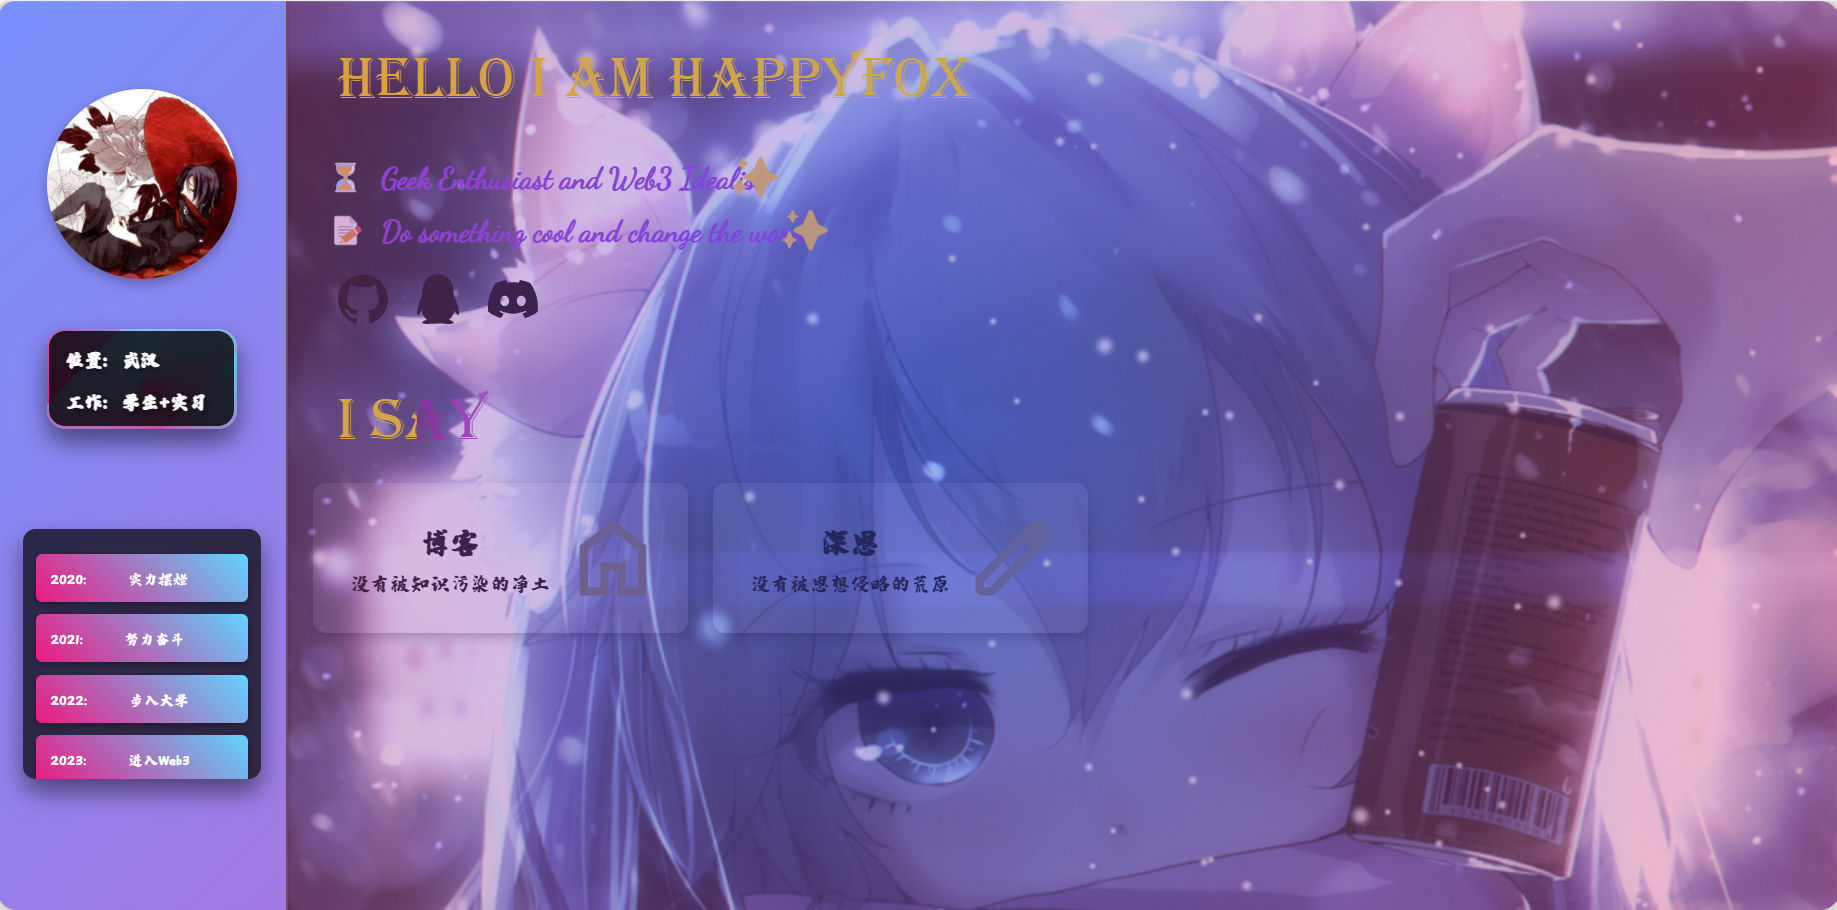 位置: 武汉
工作: 学生+实习
2020: 实力摆烂
2021: 努力奋斗
2022: 步入大学
2023: 进入Web3
HELLO I AM HAPPYFOX
Geek Enthusiast and Web3
Do something cool and change the
I SAY
博客
没有被知识污染的净土
深思
没有被思想侵略的荒原